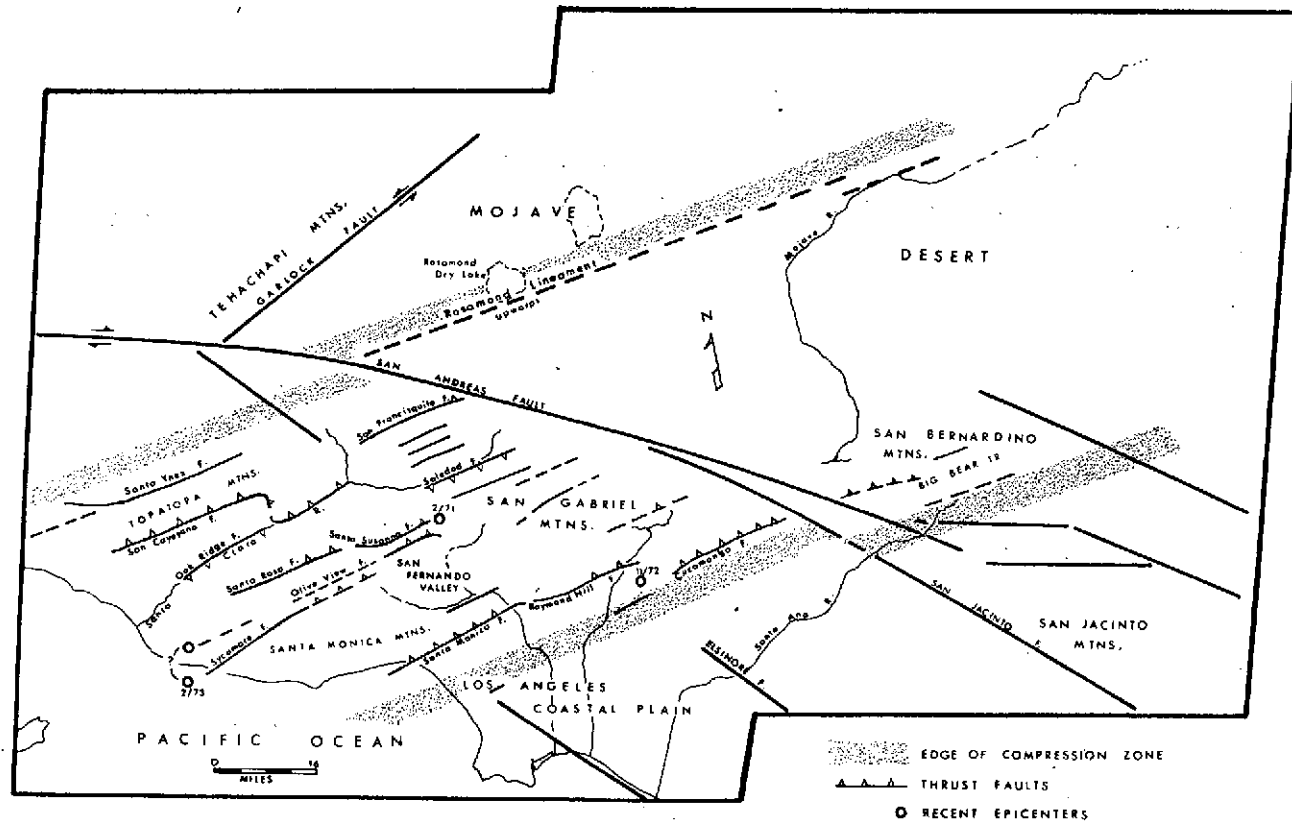 TEHACHAPI MTNS.
GARLOCK FAULT
MOJAVE
Rosamond
Dry Lake
Rosamond Lineament
upwarps
Mojave R.
DESERT
N
SAN ANDREAS FAULT
San Francisquito F.
Santa Ynez F.
TOPATOPA MTNS.
San Cayetano F.
Soledad F.
SAN GABRIEL
MTNS.
SAN BERNARDINO
MTNS.
BIG BEAR TR
2/71
Oak Ridge F.
Santa Clara R.
Santa Susana F.
Santa Rosa F.
Olive View F.
SAN
FERNANDO
VALLEY
Cucamonga F.
11/72
Raymond Hill F.
Sycamore F.
SANTA MONICA MTNS.
Santa Monica F.
2/73
Santa Ana R.
SAN JACINTO F.
SAN JACINTO
MTNS.
ELSINORE F.
LOS ANGELES
COASTAL PLAIN
PACIFIC OCEAN
0 16
MILES
EDGE OF COMPRESSION ZONE
THRUST FAULTS
RECENT EPICENTERS